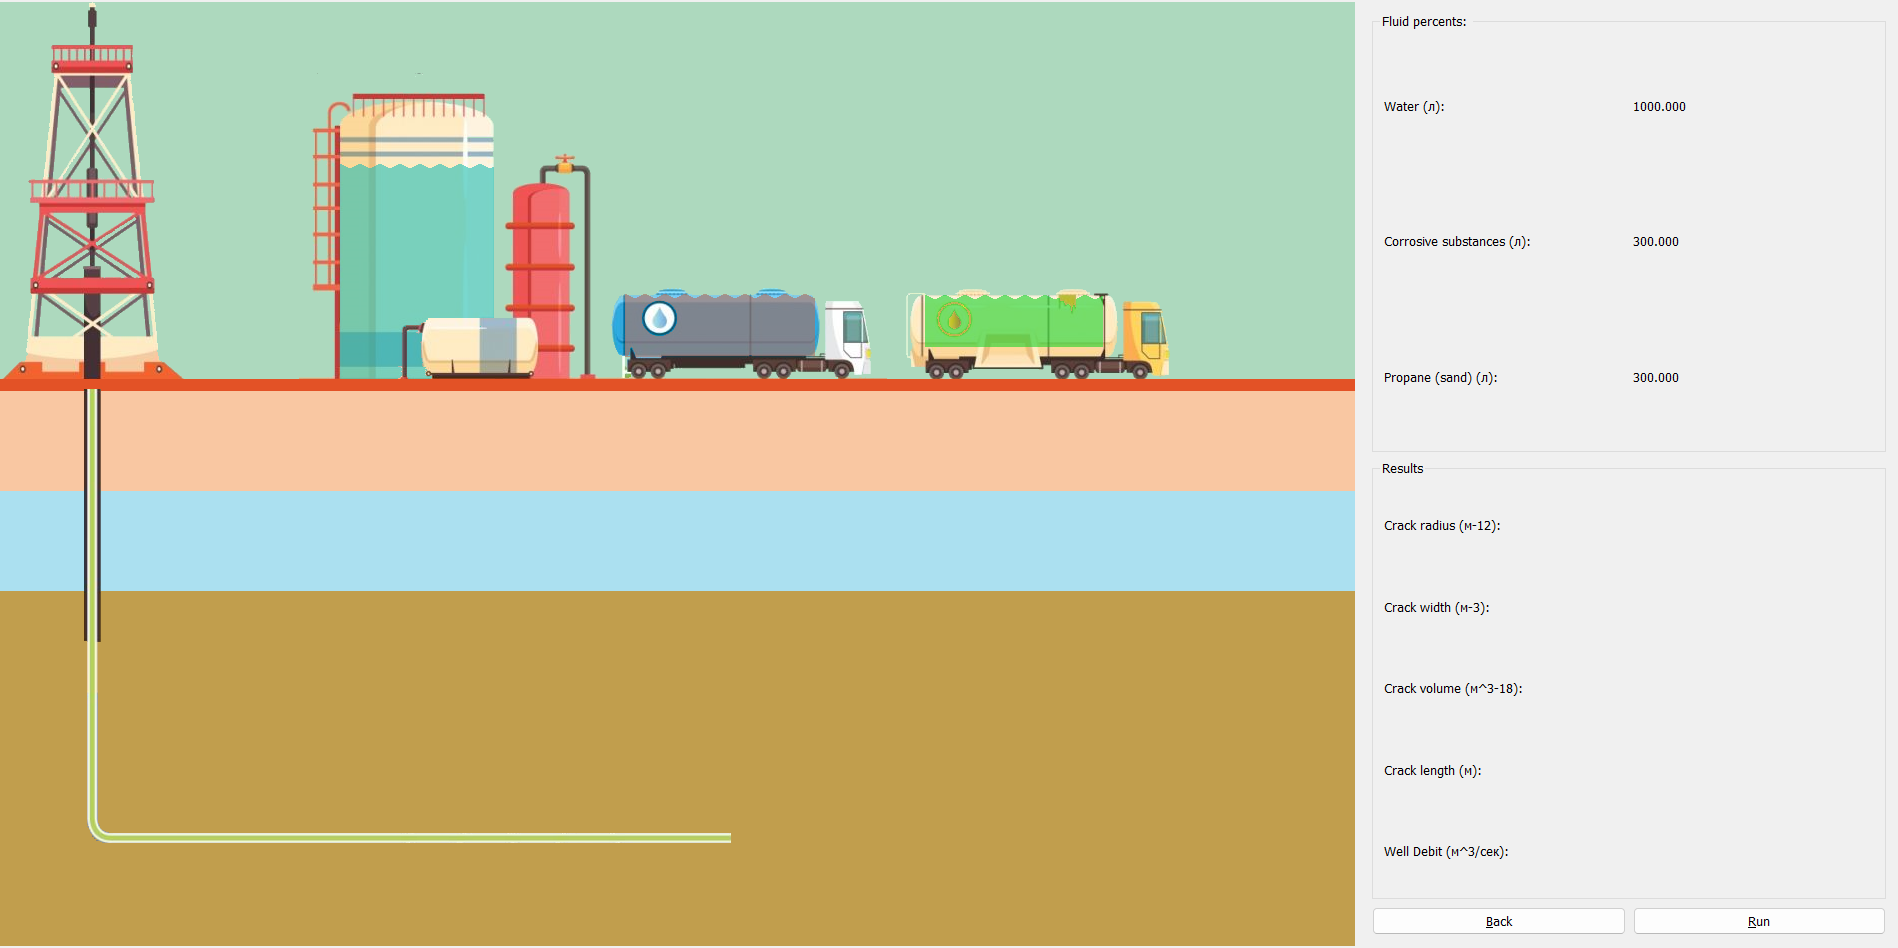 Fluid percents:
Water (л): 1000.000
Corrosive substances (л): 300.000
Propane (sand) (л): 300.000
Results
Crack radius (м-12):
Crack width (м-3):
Crack volume (м^3-18):
Crack length (м):
Well Debit (м^3/сек):
Back Run